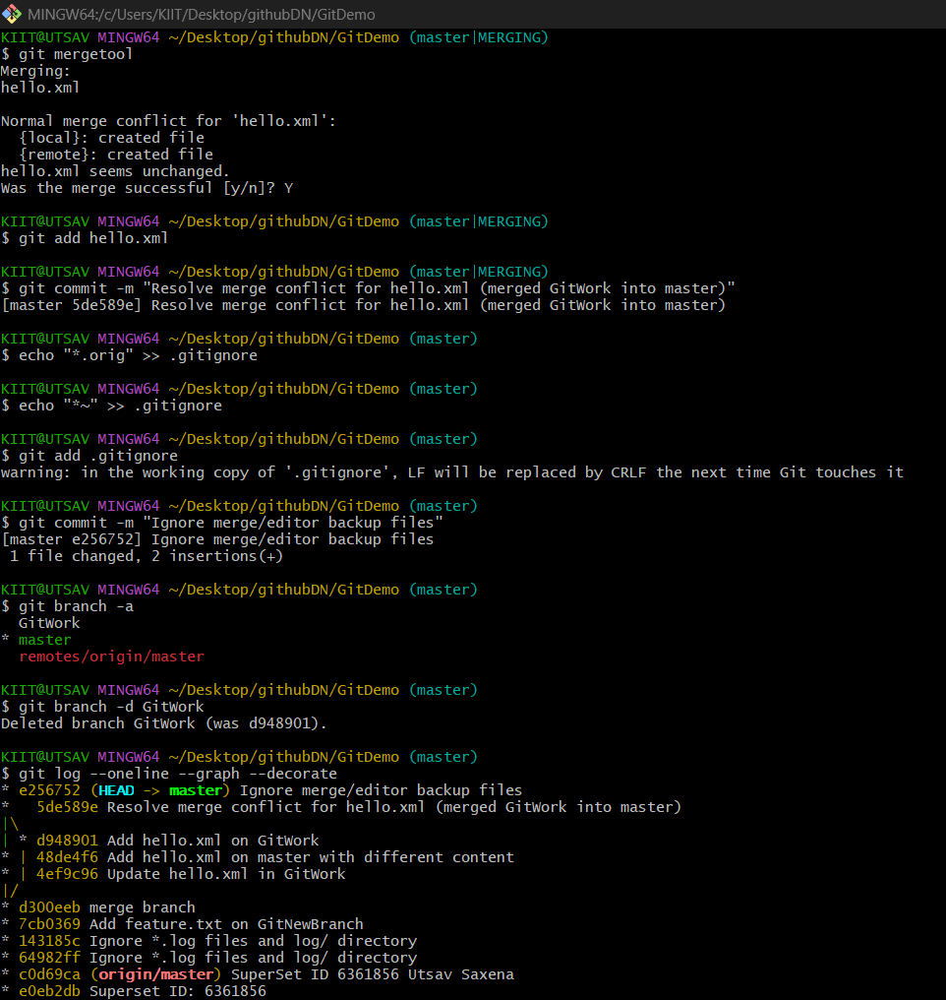 MINGW64:/c/Users/KIIT/Desktop/githubDN/GitDemo
KIIT@UTSAV MINGW64 ~/Desktop/githubDN/GitDemo (master|MERGING)
$ git mergetool
Merging:
hello.xml

Normal merge conflict for 'hello.xml':
  {local}: created file
  {remote}: created file
hello.xml seems unchanged.
Was the merge successful [y/n]? Y

KIIT@UTSAV MINGW64 ~/Desktop/githubDN/GitDemo (master|MERGING)
$ git add hello.xml

KIIT@UTSAV MINGW64 ~/Desktop/githubDN/GitDemo (master|MERGING)
$ git commit -m "Resolve merge conflict for hello.xml (merged GitWork into master)"
[master 5de589e] Resolve merge conflict for hello.xml (merged GitWork into master)

KIIT@UTSAV MINGW64 ~/Desktop/githubDN/GitDemo (master)
$ echo "*.orig" >> .gitignore

KIIT@UTSAV MINGW64 ~/Desktop/githubDN/GitDemo (master)
$ echo "*~" >> .gitignore

KIIT@UTSAV MINGW64 ~/Desktop/githubDN/GitDemo (master)
$ git add .gitignore
warning: in the working copy of '.gitignore', LF will be replaced by CRLF the next time Git touches it

KIIT@UTSAV MINGW64 ~/Desktop/githubDN/GitDemo (master)
$ git commit -m "Ignore merge/editor backup files"
[master e256752] Ignore merge/editor backup files
 1 file changed, 2 insertions(+)

KIIT@UTSAV MINGW64 ~/Desktop/githubDN/GitDemo (master)
$ git branch -a
  GitWork
* master
  remotes/origin/master

KIIT@UTSAV MINGW64 ~/Desktop/githubDN/GitDemo (master)
$ git branch -d GitWork
Deleted branch GitWork (was d948901).

KIIT@UTSAV MINGW64 ~/Desktop/githubDN/GitDemo (master)
$ git log --oneline --graph --decorate
* e256752 (HEAD -> master) Ignore merge/editor backup files
*   5de589e Resolve merge conflict for hello.xml (merged GitWork into master)
|\
| * d948901 Add hello.xml on GitWork
* | 48de4f6 Add hello.xml on master with different content
* | 4ef9c96 Update hello.xml in GitWork
|/
* d300eeb merge branch
* 7cb0369 Add feature.txt on GitNewBranch
* 143185c Ignore *.log files and log/ directory
* 64982ff Ignore *.log files and log/ directory
* c0d69ca (origin/master) SuperSet ID 6361856 Utsav Saxena
* e0eb2db Superset ID: 6361856